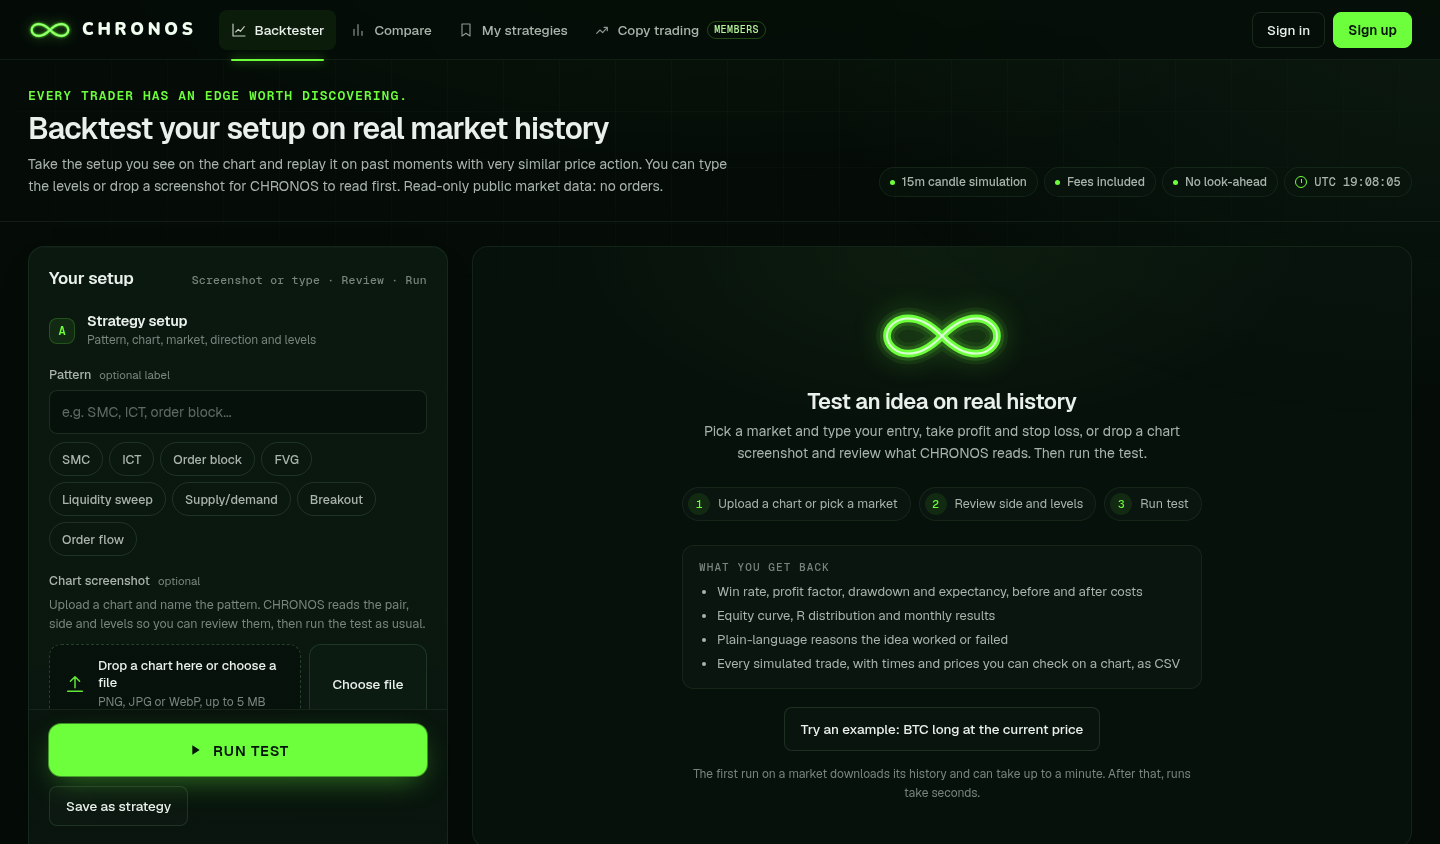 CHRONOS
Backtester
Compare
My strategies
Copy trading MEMBERS
Sign in
Sign up
EVERY TRADER HAS AN EDGE WORTH DISCOVERING.
Backtest your setup on real market history
Take the setup you see on the chart and replay it on past moments with very similar price action. You can type
the levels or drop a screenshot for CHRONOS to read first. Read-only public market data: no orders.
15m candle simulation
Fees included
No look-ahead
UTC 19:08:05
Your setup
Screenshot or type · Review · Run
A
Strategy setup
Pattern, chart, market, direction and levels
Pattern optional label
e.g. SMC, ICT, order block…
SMC
ICT
Order block
FVG
Liquidity sweep
Supply/demand
Breakout
Order flow
Chart screenshot optional
Upload a chart and name the pattern. CHRONOS reads the pair,
side and levels so you can review them, then run the test as usual.
Drop a chart here or choose a
file
PNG, JPG or WebP, up to 5 MB
Choose file
RUN TEST
Save as strategy
Test an idea on real history
Pick a market and type your entry, take profit and stop loss, or drop a chart
screenshot and review what CHRONOS reads. Then run the test.
1 Upload a chart or pick a market
2 Review side and levels
3 Run test
WHAT YOU GET BACK
• Win rate, profit factor, drawdown and expectancy, before and after costs
• Equity curve, R distribution and monthly results
• Plain-language reasons the idea worked or failed
• Every simulated trade, with times and prices you can check on a chart, as CSV
Try an example: BTC long at the current price
The first run on a market downloads its history and can take up to a minute. After that, runs
take seconds.